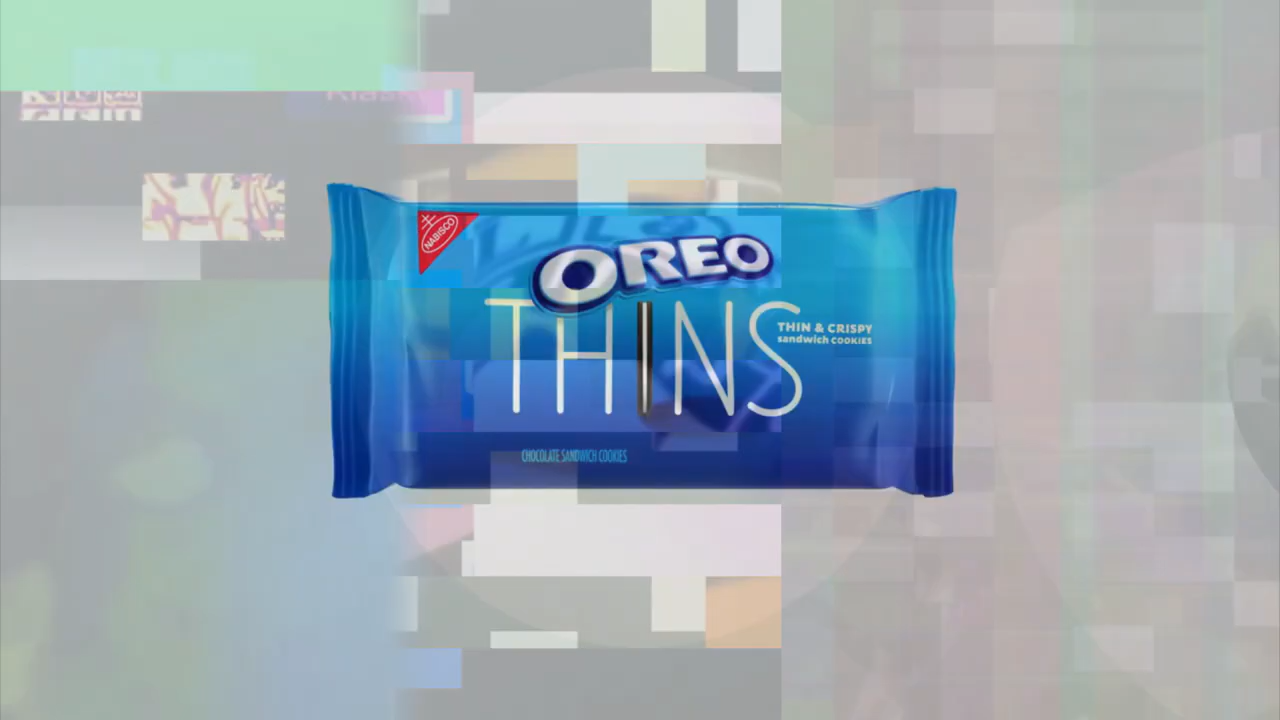 NABISCO
OREO
THINS
THIN & CRISPY
sandwich COOKIES
CHOCOLATE SANDWICH COOKIES